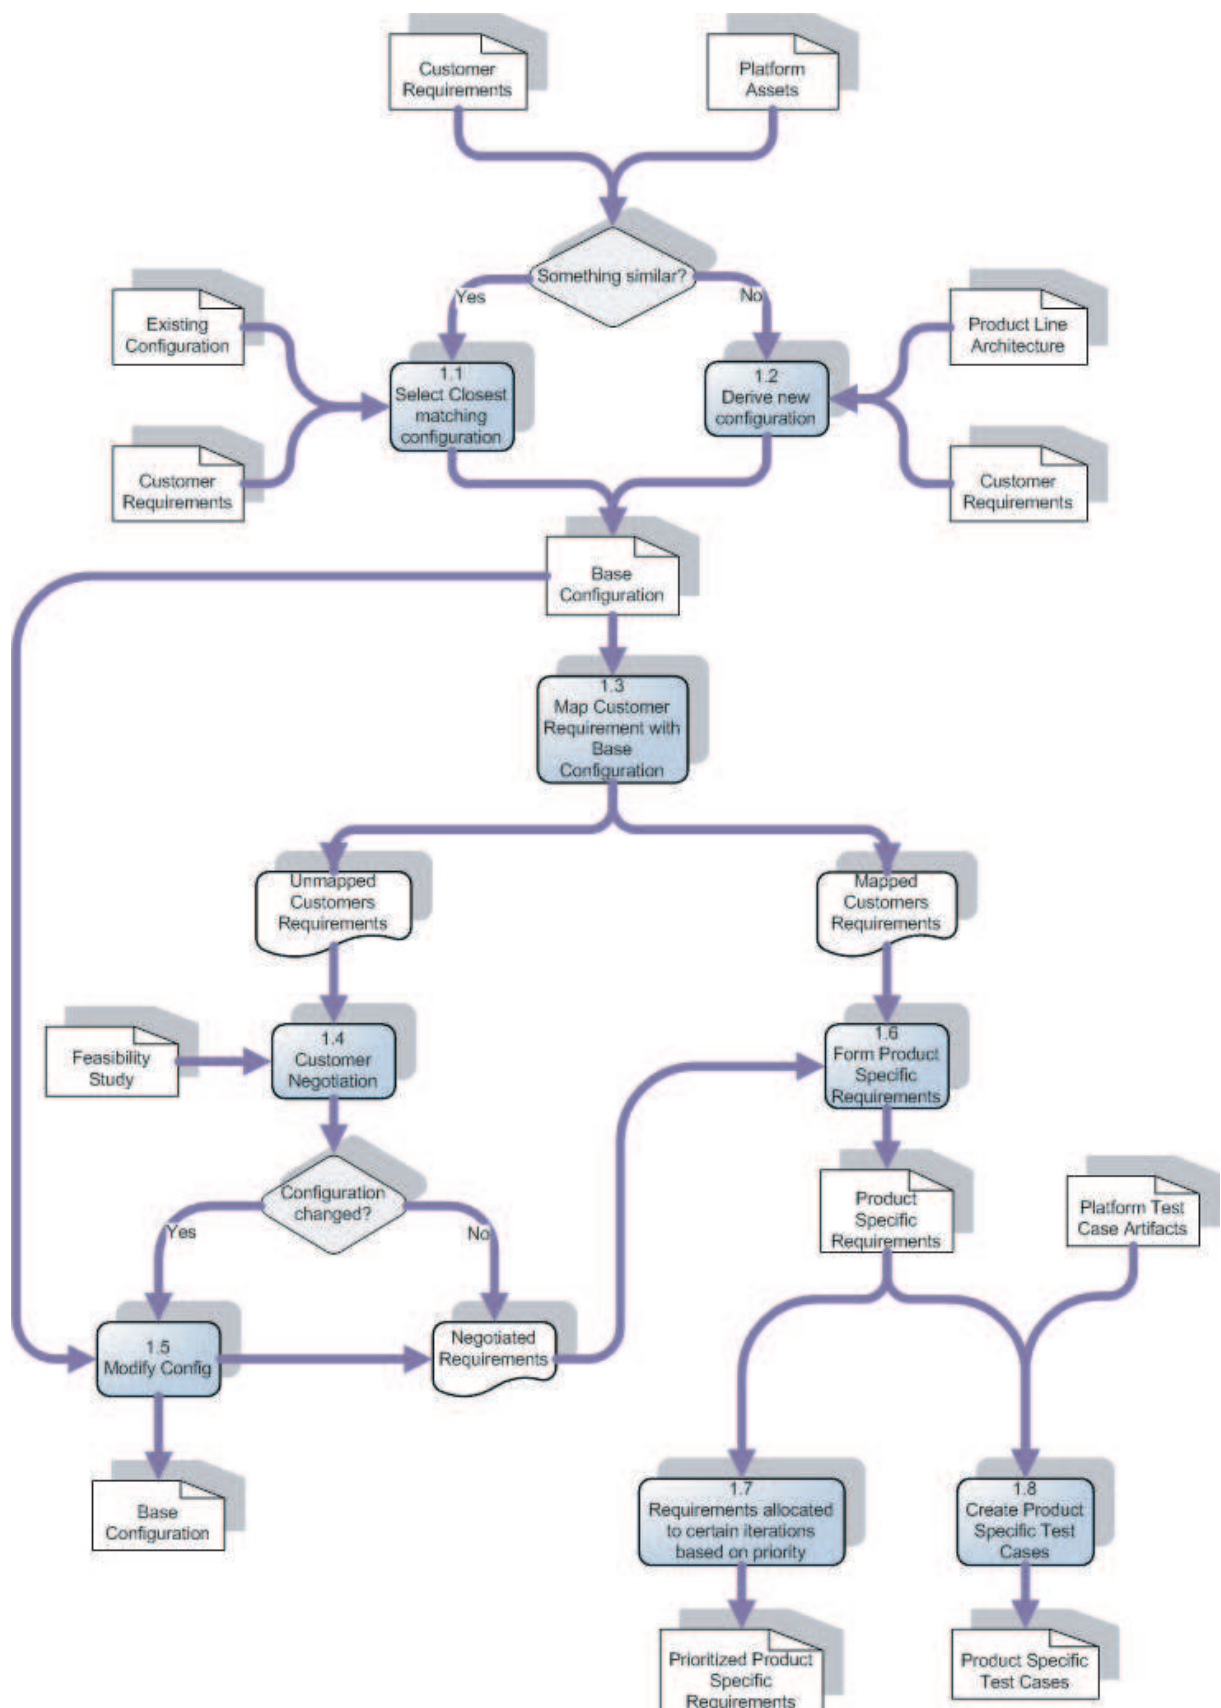 Customer
Requirements
Platform
Assets
Something similar?
Yes
No
Existing
Configuration
Product Line
Architecture
1.1
Select Closest
matching
configuration
1.2
Derive new
configuration
Customer
Requirements
Customer
Requirements
Base
Configuration
1.3
Map Customer
Requirement with
Base
Configuration
Unmapped
Customers
Requirements
Mapped
Customers
Requirements
Feasibility
Study
1.4
Customer
Negotiation
1.6
Form Product
Specific
Requirements
Configuration
changed?
Yes
No
Product
Specific
Requirements
Platform Test
Case Artifacts
1.5
Modify Config
Negotiated
Requirements
Base
Configuration
1.7
Requirements allocated
to certain iterations
based on priority
1.8
Create Product
Specific Test
Cases
Prioritized Product
Specific
Requirements
Product Specific
Test Cases